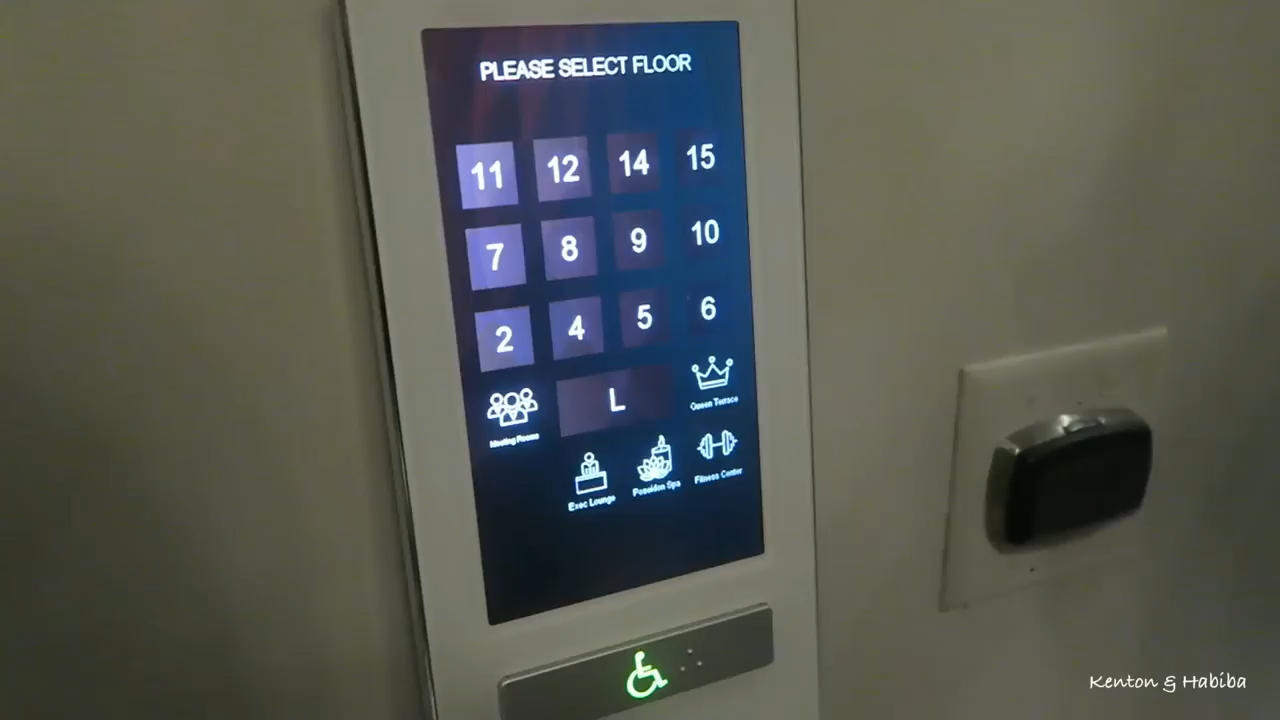 PLEASE SELECT FLOOR
11 12 14 15
7 8 9 10
2 4 5 6
L
Queen Terrace
Meeting Rooms
Exec Lounge
Poseidon Spa
Fitness Center
Kenton & Habiba